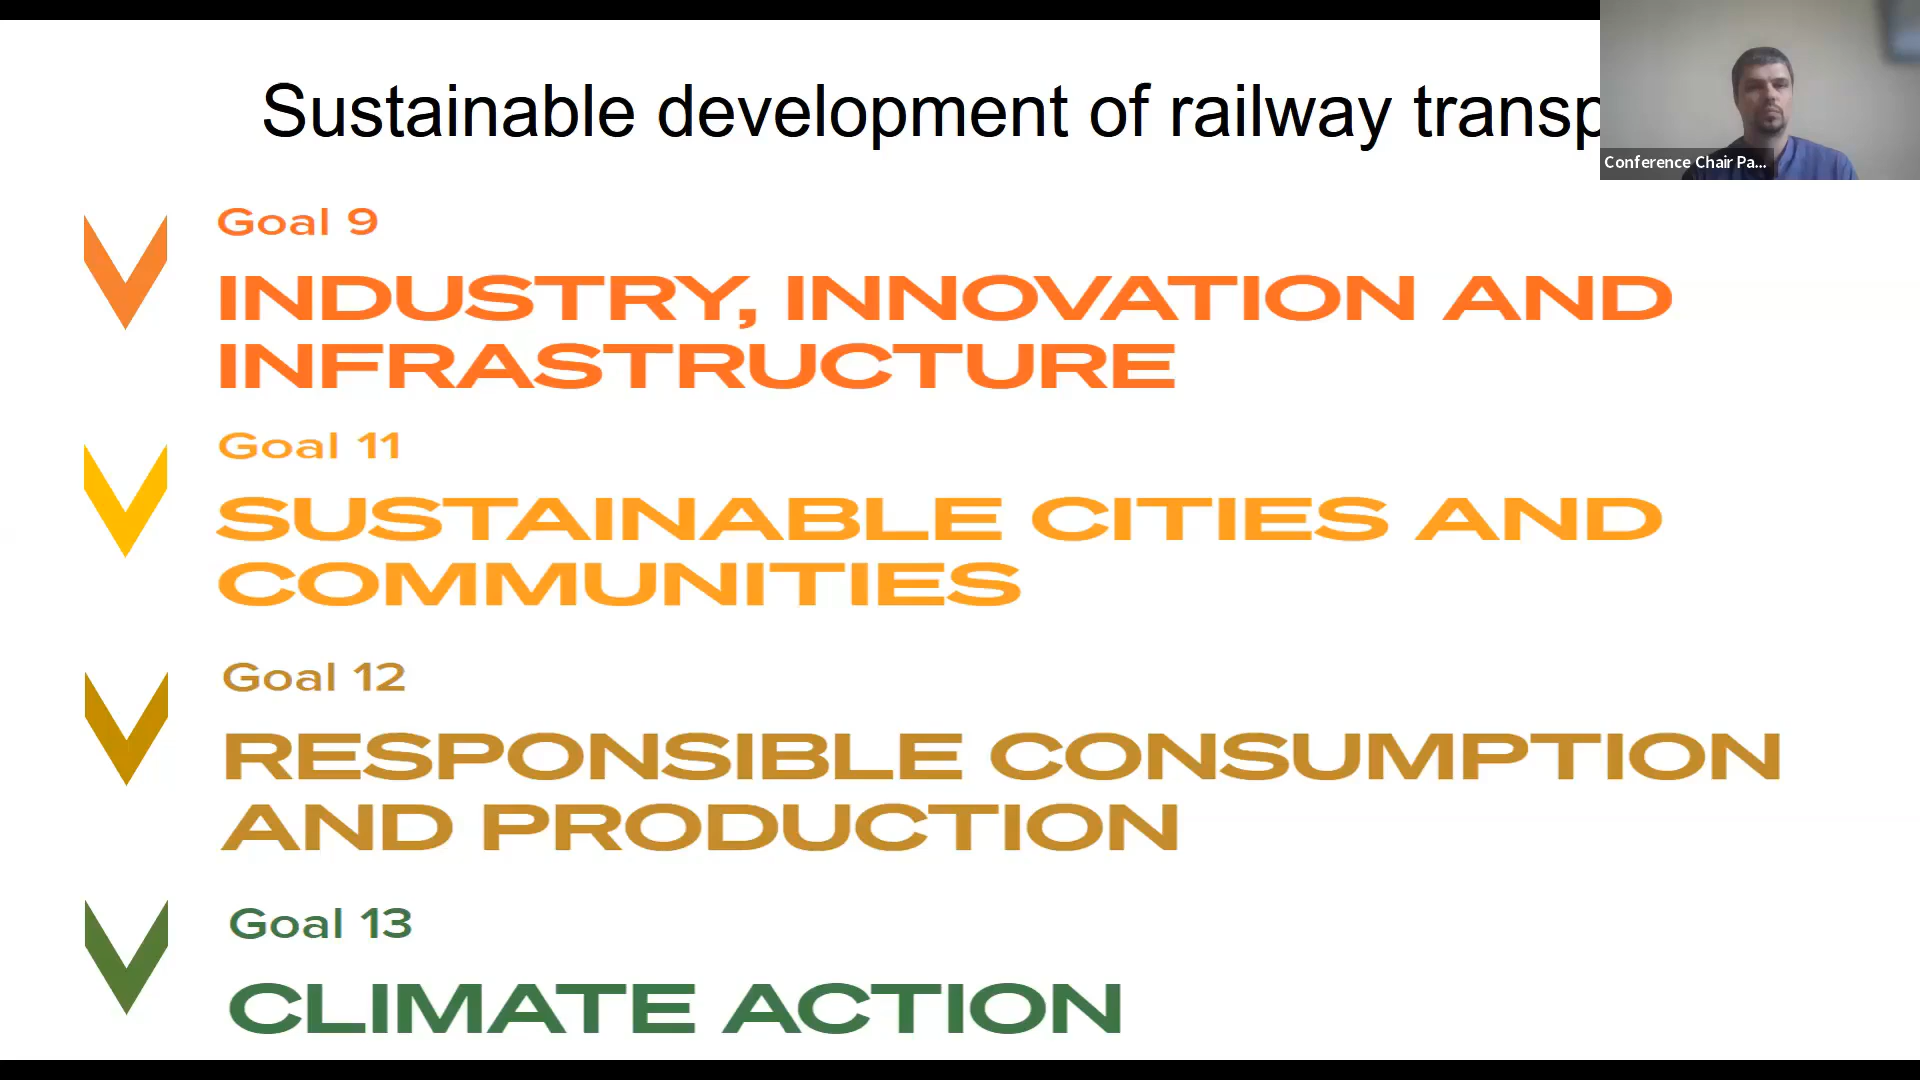 Sustainable development of railway transp
Conference Chair Pa...
Goal 9
INDUSTRY, INNOVATION AND
INFRASTRUCTURE
Goal 11
SUSTAINABLE CITIES AND
COMMUNITIES
Goal 12
RESPONSIBLE CONSUMPTION
AND PRODUCTION
Goal 13
CLIMATE ACTION